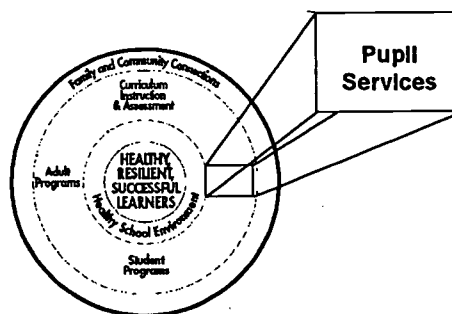 Family and Community Connections
Curriculum
Instruction
& Assessment
Adult
Programs
HEALTHY,
RESILIENT,
SUCCESSFUL
LEARNERS
Healthy School Environment
Student
Programs
Pupil
Services